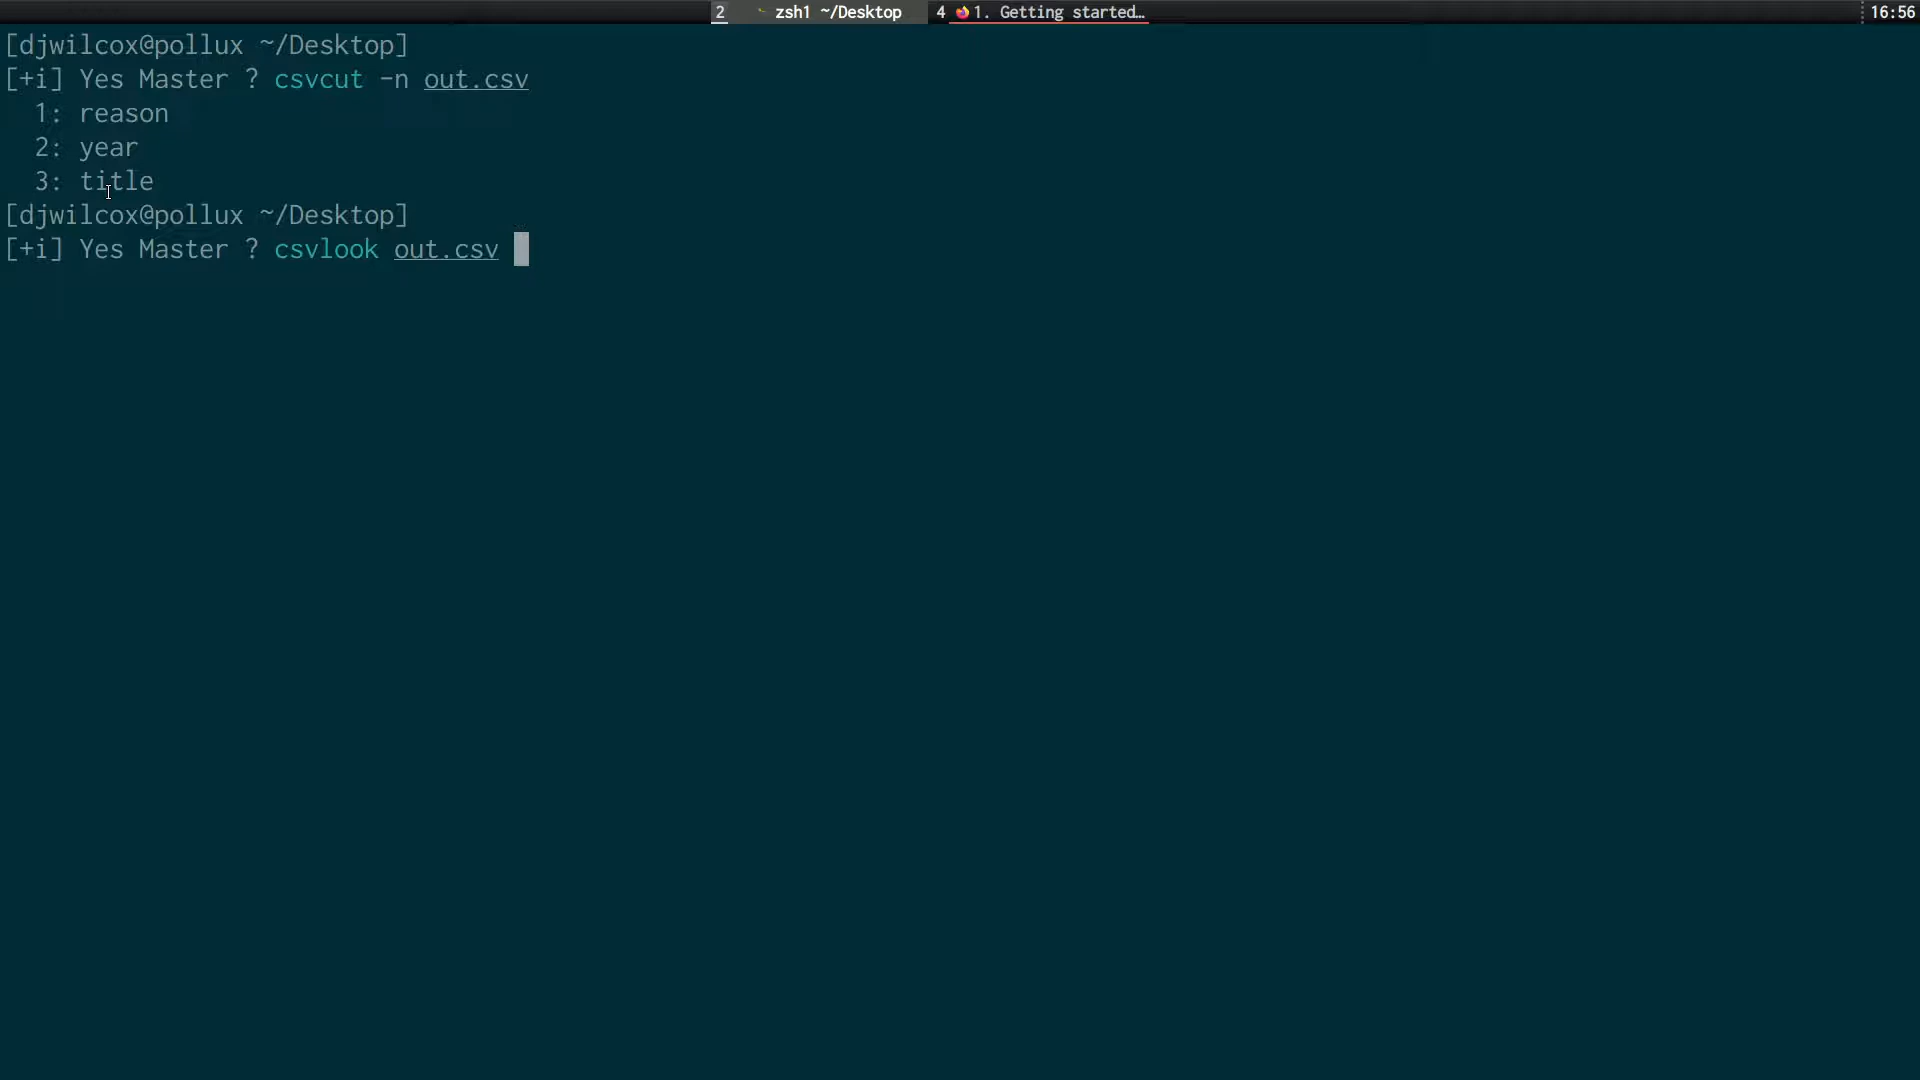 2 zsh1 ~/Desktop 4 1. Getting started… 16:56
[djwilcox@pollux ~/Desktop]
[+i] Yes Master ? csvcut -n out.csv
1: reason
2: year
3: title
[djwilcox@pollux ~/Desktop]
[+i] Yes Master ? csvlook out.csv